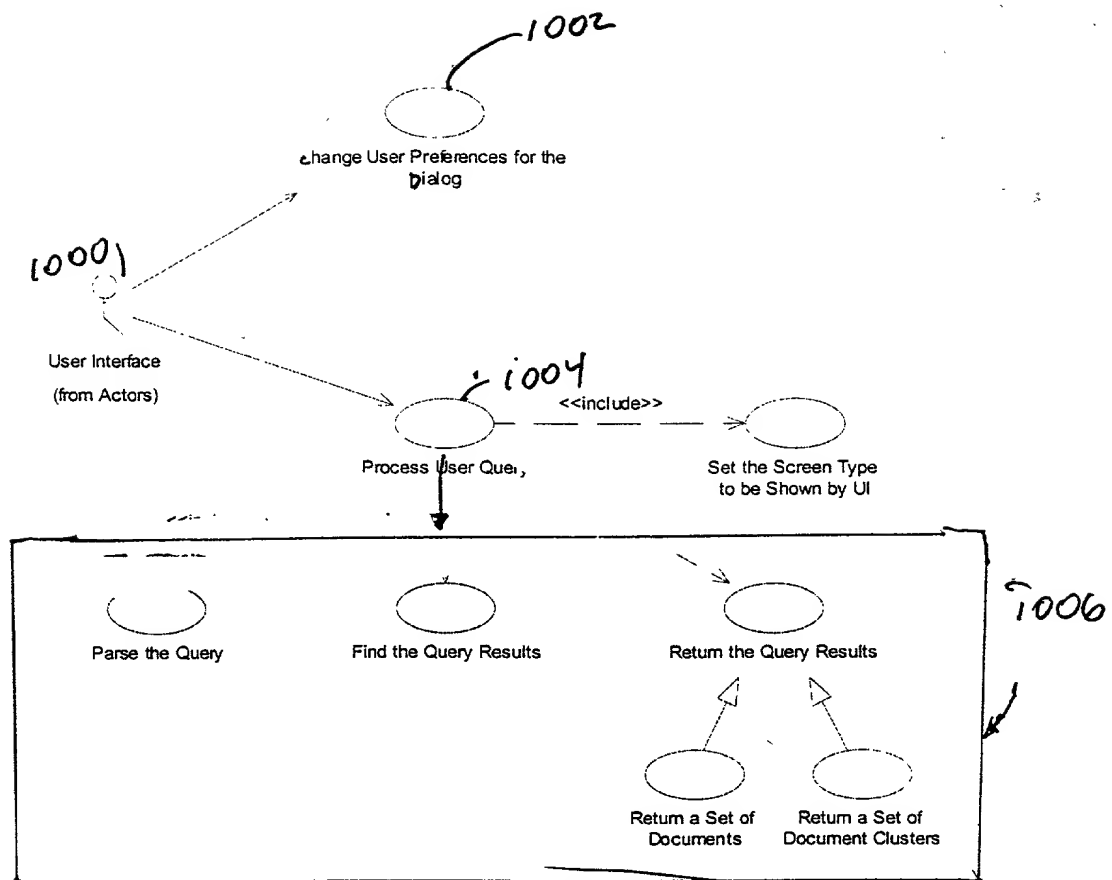 1002
change User Preferences for the
Dialog
1000
User Interface
(from Actors)
1004
<<include>>
Process User
Set the Screen Type
to be Shown by UI
1006
Parse the Query
Find the Query Results
Return the Query Results
Return a Set of
Documents
Return a Set of
Document Clusters